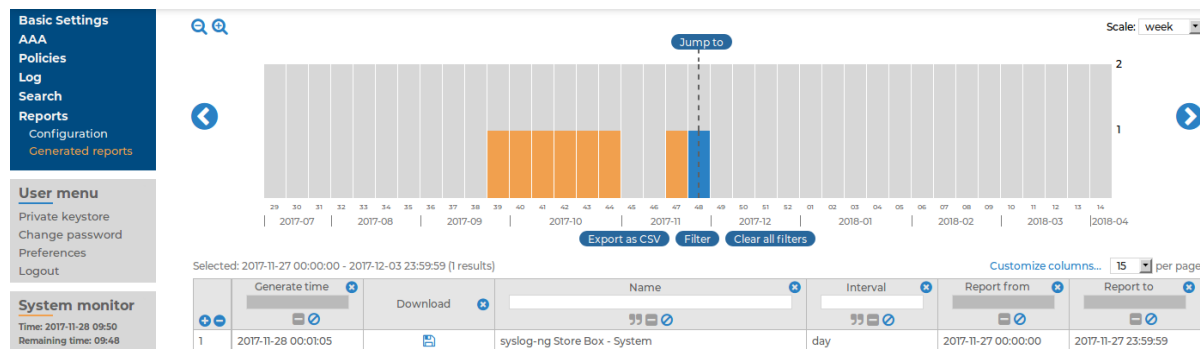 Basic Settings
AAA
Policies
Log
Search
Reports
Configuration
Generated reports
User menu
Private keystore
Change password
Preferences
Logout
System monitor
Time: 2017-11-28 09:50
Remaining time: 09:48
Scale: week
Jump to
2
1
29 30 31 32 33 34 35 36 37 38 39 40 41 42 43 44 45 46 47 48 49 50 51 52 01 02 03 04 05 06 07 08 09 10 11 12 13 14
2017-07 2017-08 2017-09 2017-10 2017-11 2017-12 2018-01 2018-02 2018-03 2018-04
Export as CSV Filter Clear all filters
Selected: 2017-11-27 00:00:00 - 2017-12-03 23:59:59 (1 results)
Customize columns... 15 per page
Generate time Download Name Interval Report from Report to
1 2017-11-28 00:01:05 syslog-ng Store Box - System day 2017-11-27 00:00:00 2017-11-27 23:59:59